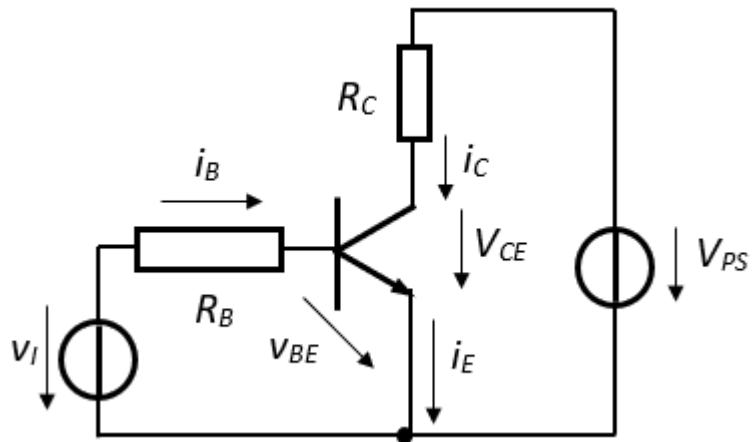 R_C
i_B
i_C
V_CE
V_PS
R_B
v_BE
i_E
v_I